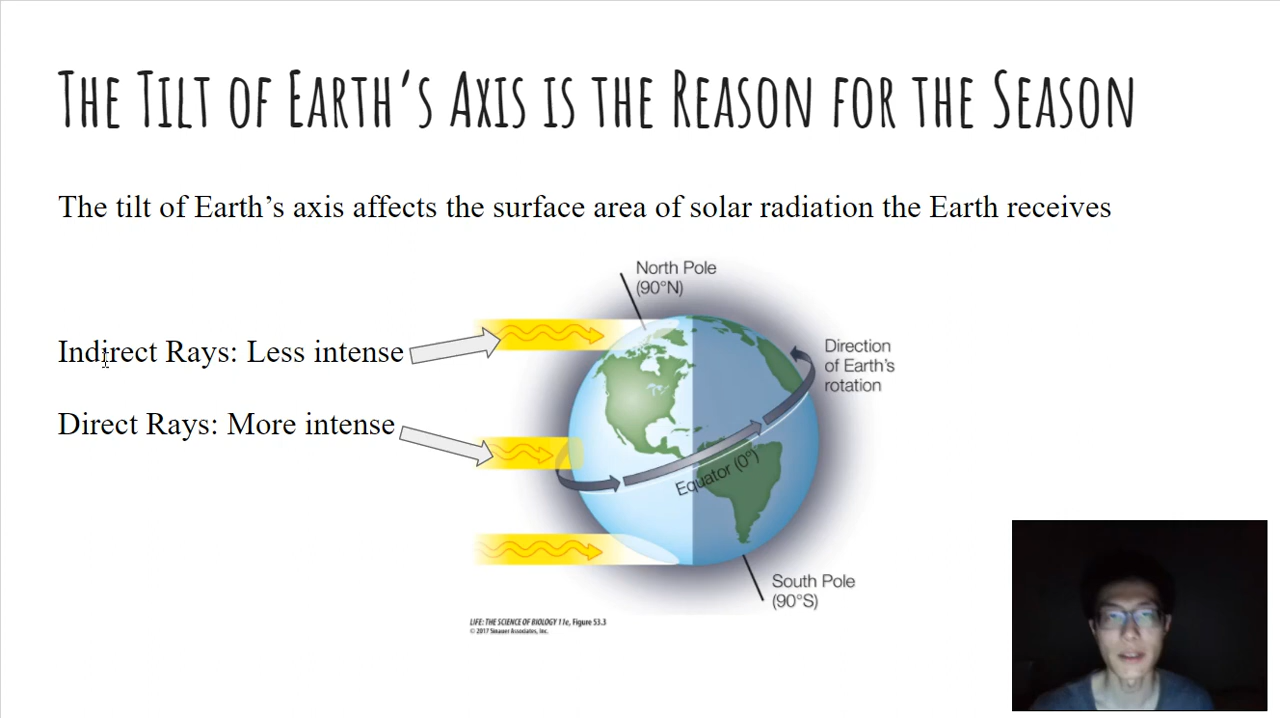 The Tilt of Earth's Axis is the Reason for the Season
The tilt of Earth's axis affects the surface area of solar radiation the Earth receives
North Pole
(90°N)
Indirect Rays: Less intense
Direction
of Earth's
rotation
Direct Rays: More intense
Equator (0°)
South Pole
(90°S)
LIFE: THE SCIENCE OF BIOLOGY 11e, Figure 53.3
© 2017 Sinauer Associates, Inc.